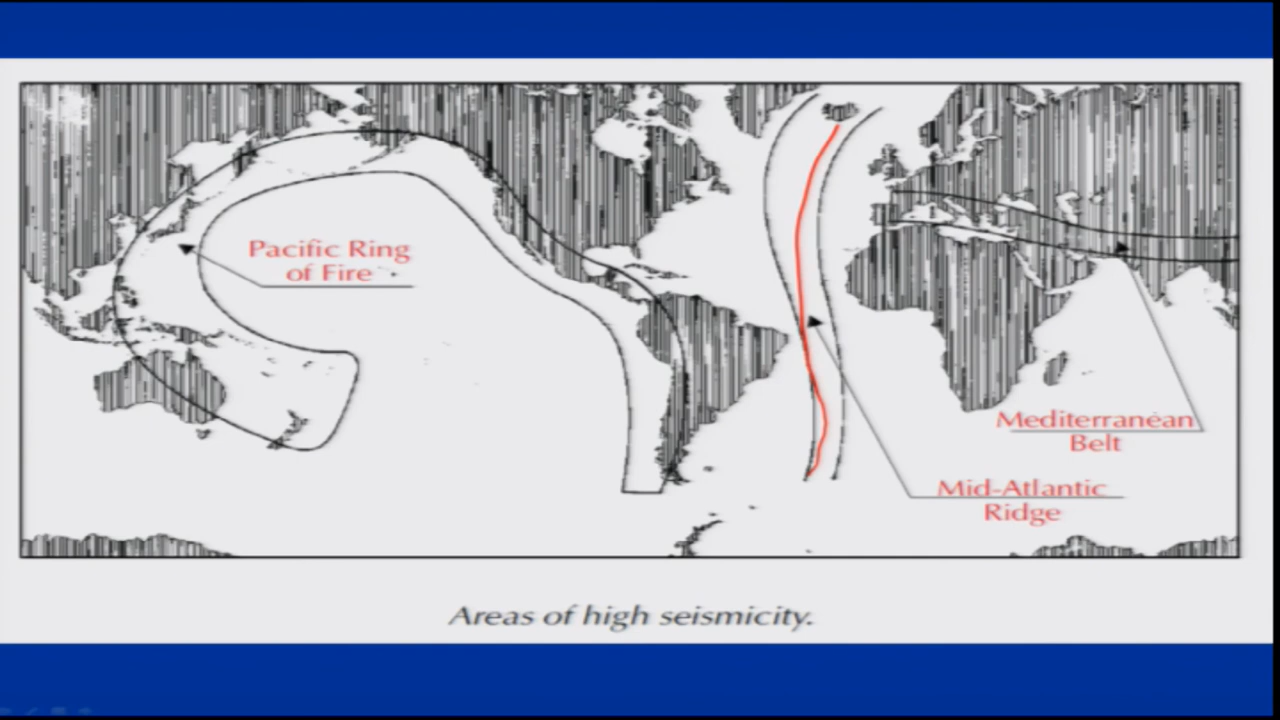 Pacific Ring
of Fire
Mediterranean
Belt
Mid-Atlantic
Ridge
Areas of high seismicity.